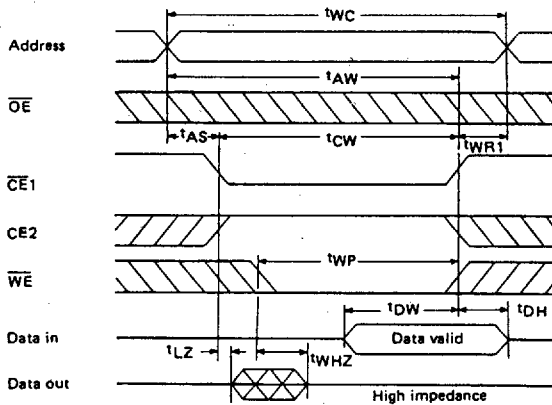 tWC
Address
tAW
OE
tAS
tCW
tWR1
CE1
CE2
tWP
WE
tDW
tDH
Data in
Data valid
tLZ
tWHZ
Data out
High impedance